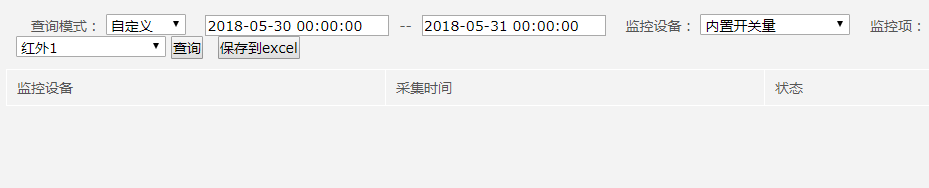 查询模式： 自定义 2018-05-30 00:00:00 -- 2018-05-31 00:00:00 监控设备： 内置开关量 监控项：
红外1 查询 保存到excel
监控设备 采集时间 状态